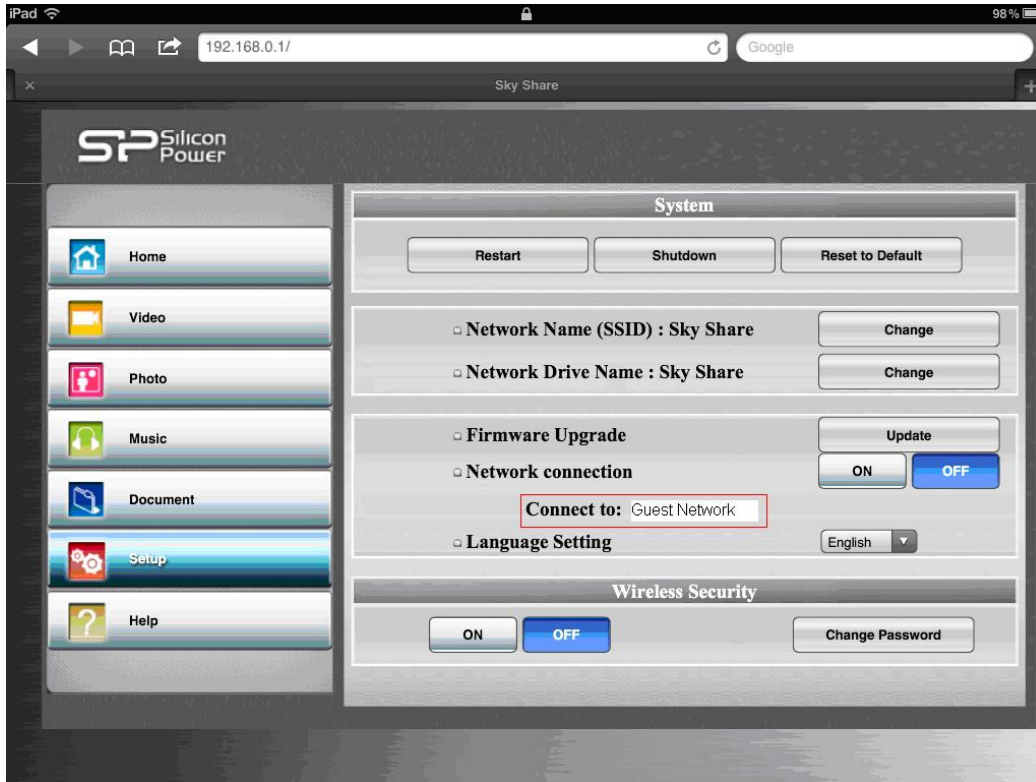 iPad 98%
192.168.0.1/ Google
Sky Share
SP Silicon Power
Home
Video
Photo
Music
Document
Setup
Help
System
Restart Shutdown Reset to Default
Network Name (SSID) : Sky Share Change
Network Drive Name : Sky Share Change
Firmware Upgrade Update
Network connection ON OFF
Connect to: Guest Network
Language Setting English
Wireless Security
ON OFF Change Password